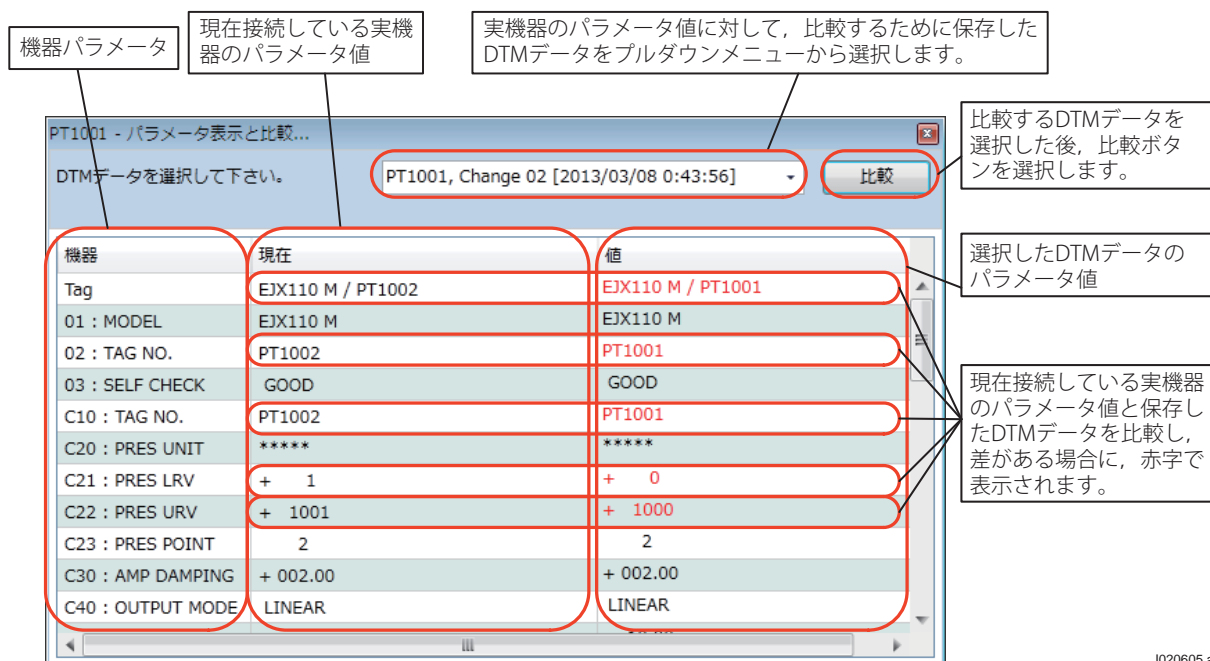 機器パラメータ
現在接続している実機
器のパラメータ値
実機器のパラメータ値に対して，比較するために保存した
DTMデータをプルダウンメニューから選択します。
比較するDTMデータを
選択した後，比較ボタ
ンを選択します。
PT1001 - パラメータ表示と比較...
DTMデータを選択して下さい。 PT1001, Change 02 [2013/03/08 0:43:56] 比較
選択したDTMデータの
パラメータ値
機器 現在 値
Tag EJX110 M / PT1002 EJX110 M / PT1001
01 : MODEL EJX110 M EJX110 M
02 : TAG NO. PT1002 PT1001
03 : SELF CHECK GOOD GOOD
C10 : TAG NO. PT1002 PT1001
C20 : PRES UNIT ***** *****
C21 : PRES LRV + 1 + 0
C22 : PRES URV + 1001 + 1000
C23 : PRES POINT 2 2
C30 : AMP DAMPING + 002.00 + 002.00
C40 : OUTPUT MODE LINEAR LINEAR
現在接続している実機器
のパラメータ値と保存し
たDTMデータを比較し，
差がある場合に，赤字で
表示されます。